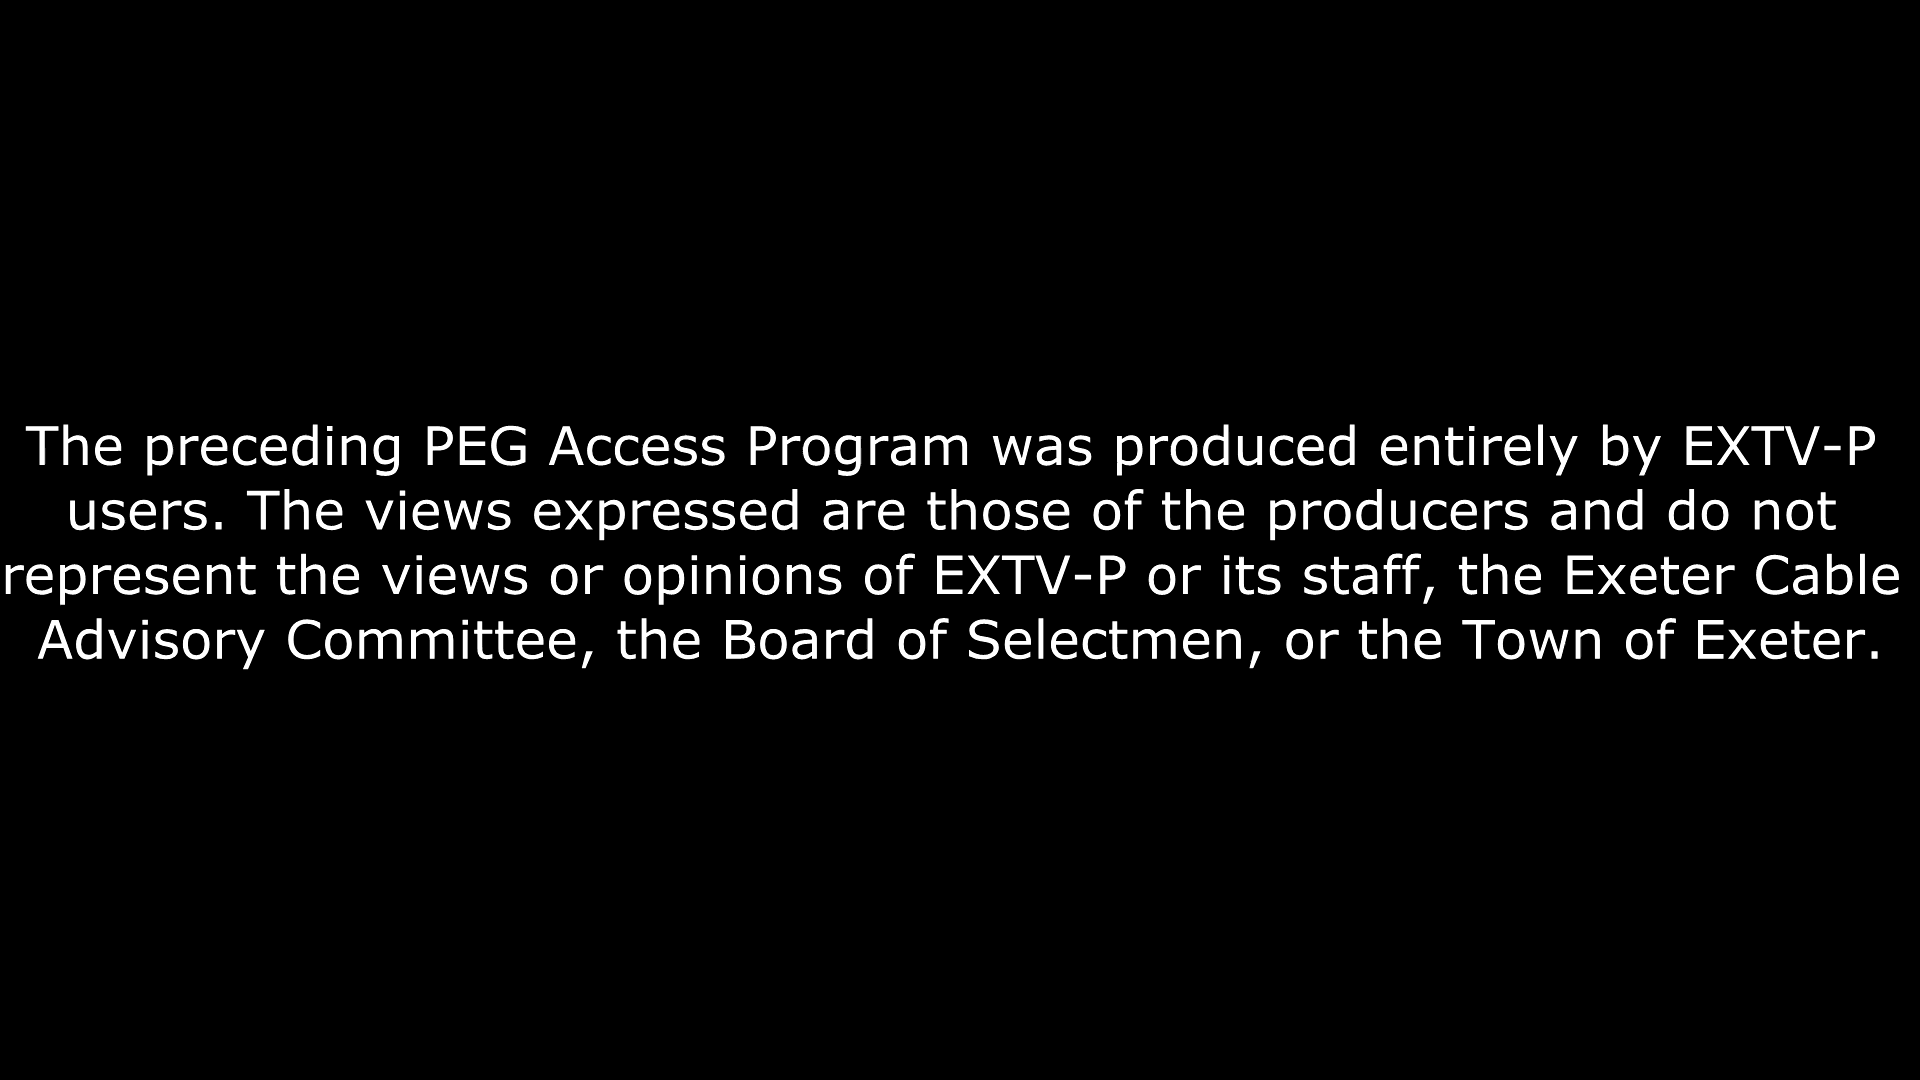 The preceding PEG Access Program was produced entirely by EXTV-P
users. The views expressed are those of the producers and do not
represent the views or opinions of EXTV-P or its staff, the Exeter Cable
Advisory Committee, the Board of Selectmen, or the Town of Exeter.